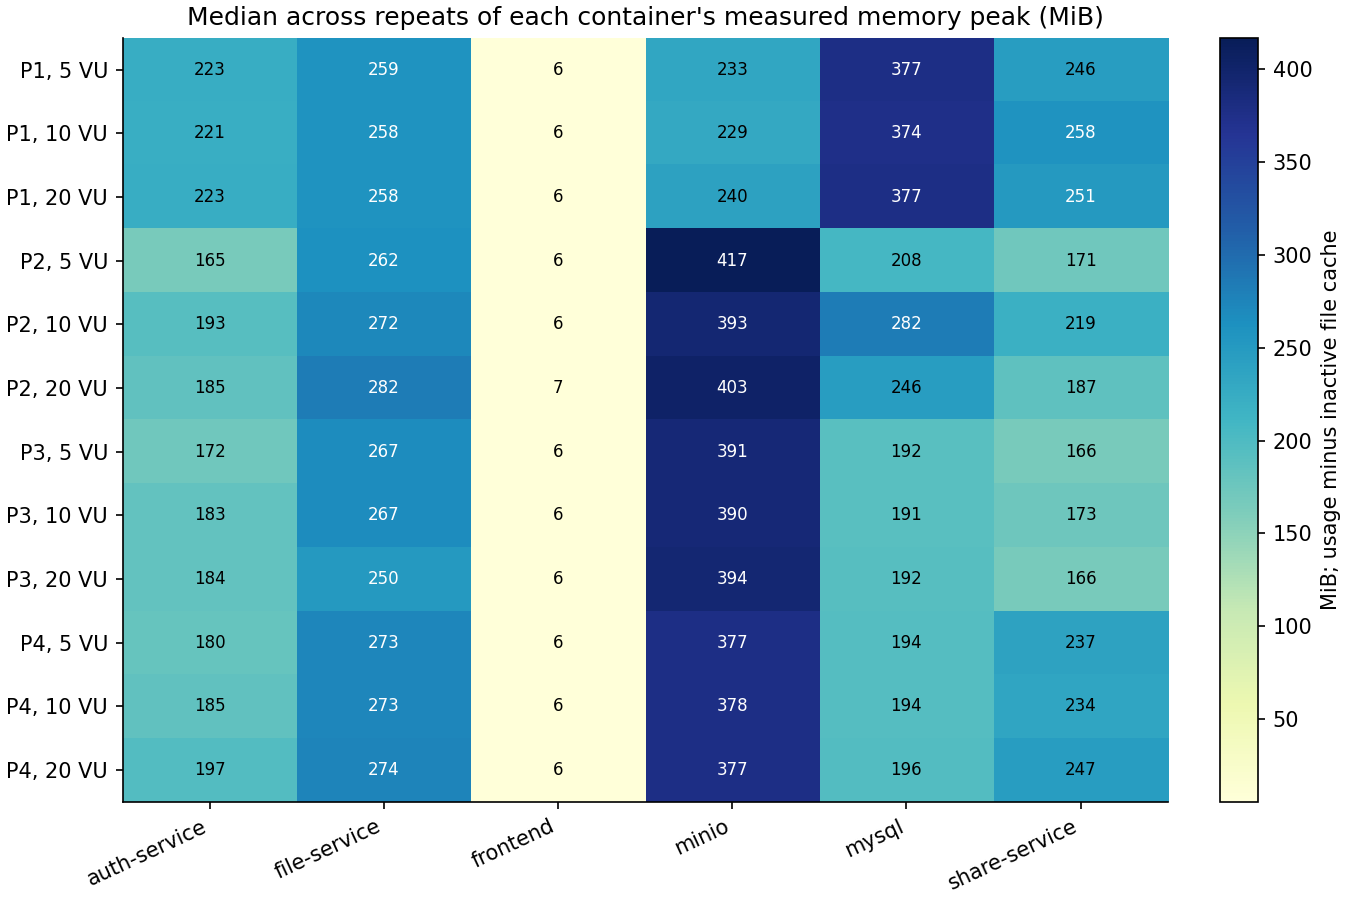 Median across repeats of each container's measured memory peak (MiB)
P1, 5 VU 223 259 6 233 377 246
P1, 10 VU 221 258 6 229 374 258
P1, 20 VU 223 258 6 240 377 251
P2, 5 VU 165 262 6 417 208 171
P2, 10 VU 193 272 6 393 282 219
P2, 20 VU 185 282 7 403 246 187
P3, 5 VU 172 267 6 391 192 166
P3, 10 VU 183 267 6 390 191 173
P3, 20 VU 184 250 6 394 192 166
P4, 5 VU 180 273 6 377 194 237
P4, 10 VU 185 273 6 378 194 234
P4, 20 VU 197 274 6 377 196 247
auth-service file-service frontend minio mysql share-service
400
350
300
250
200
150
100
50
MiB; usage minus inactive file cache